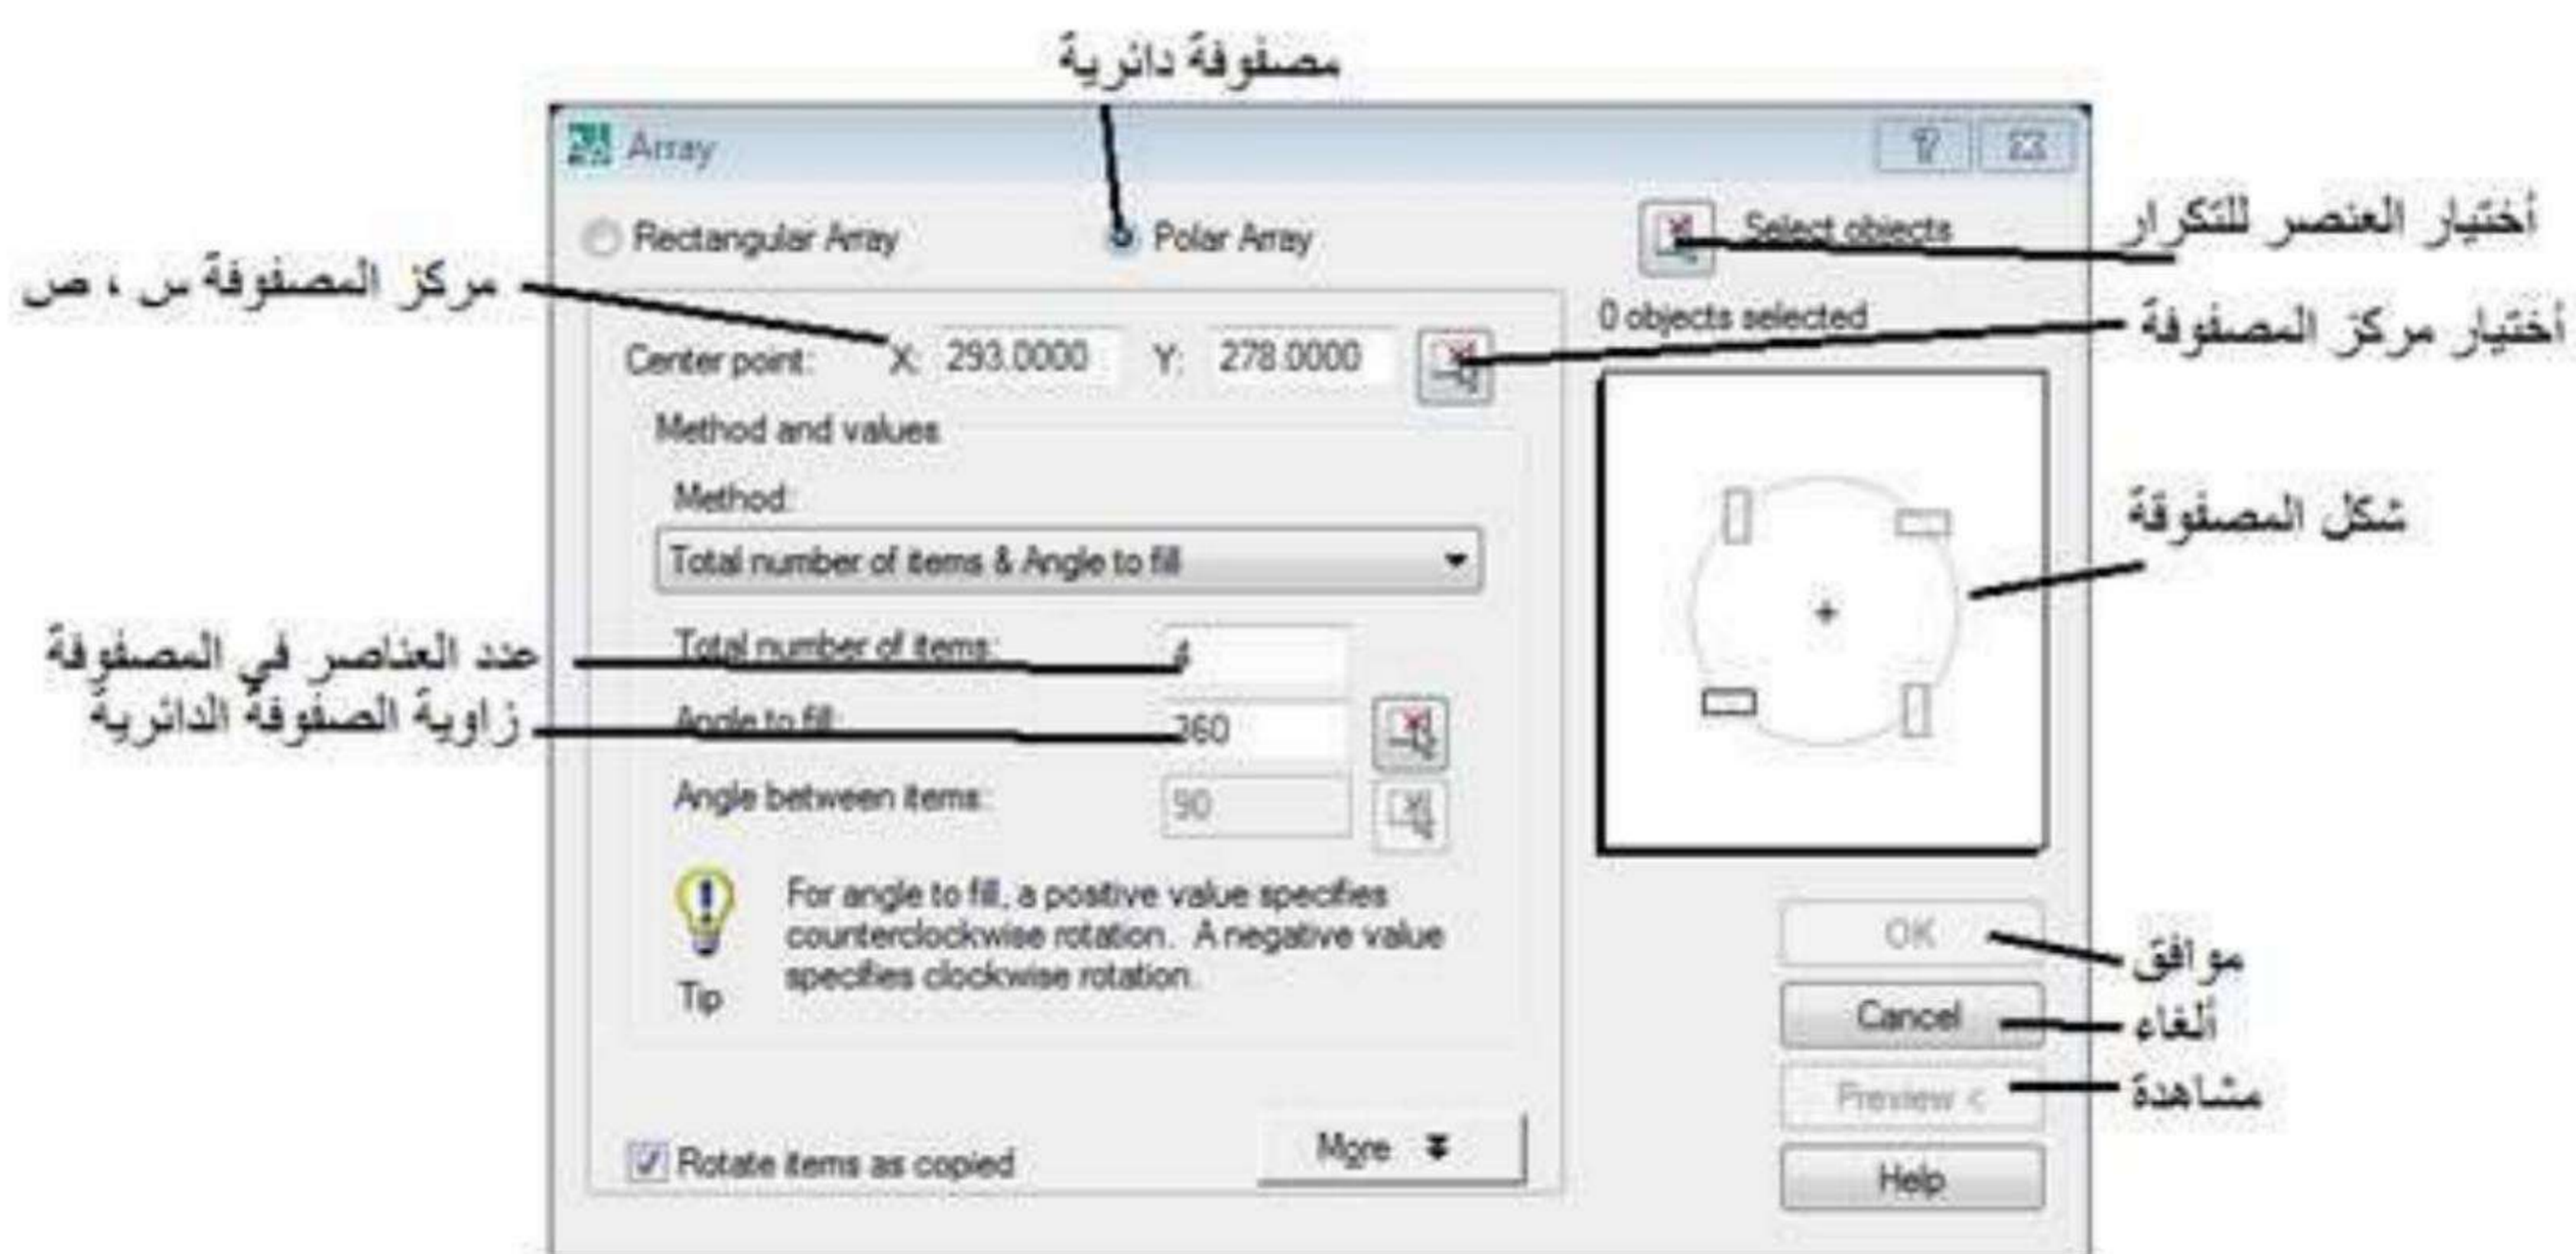 مصفوفة دائرية
Array
Rectangular Array
Polar Array
Select objects
أختيار العنصر للتكرار
مركز المصفوفة س ، ص
0 objects selected
أختيار مركز المصفوفة
Center point: X: 293.0000 Y: 278.0000
Method and values
Method:
شكل المصفوفة
Total number of items & Angle to fill
عدد العناصر في المصفوفة
Total number of items: 4
زاوية الصفوفة الدائرية
Angle to fill: 360
Angle between items: 90
For angle to fill, a positive value specifies
counterclockwise rotation. A negative value
specifies clockwise rotation.
Tip
OK
موافق
Cancel
ألغاء
Preview <
مشاهدة
Rotate items as copied
More
Help